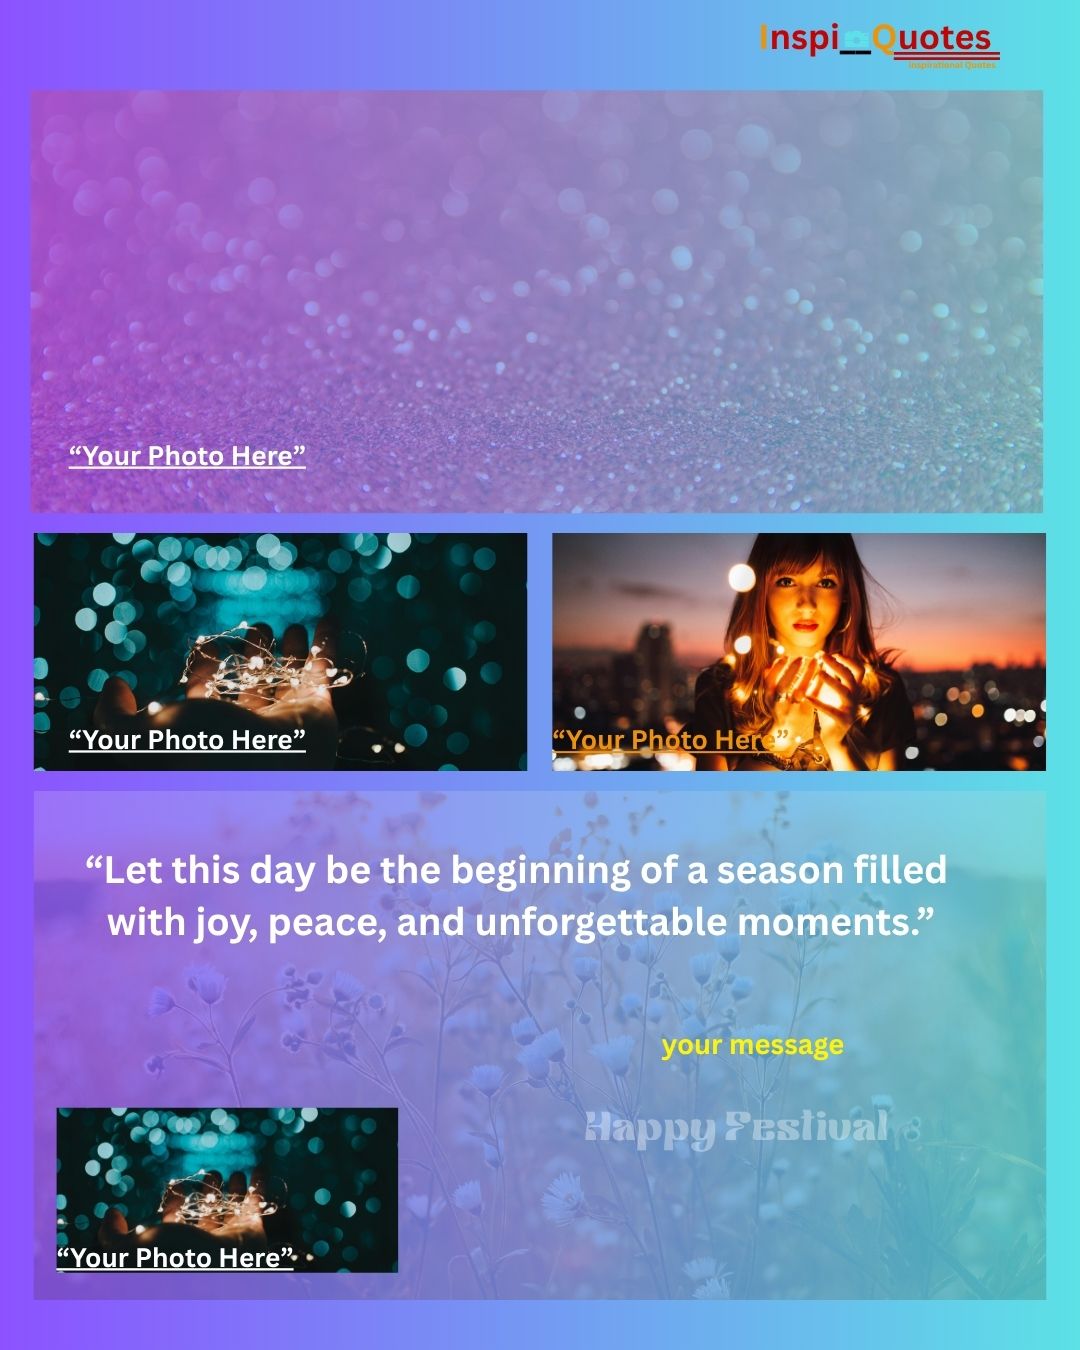 InspiQuotes
Inspirational Quotes
“Your Photo Here”
“Your Photo Here”
“Your Photo Here”
“Let this day be the beginning of a season filled
with joy, peace, and unforgettable moments.”
your message
Happy Festival
“Your Photo Here”